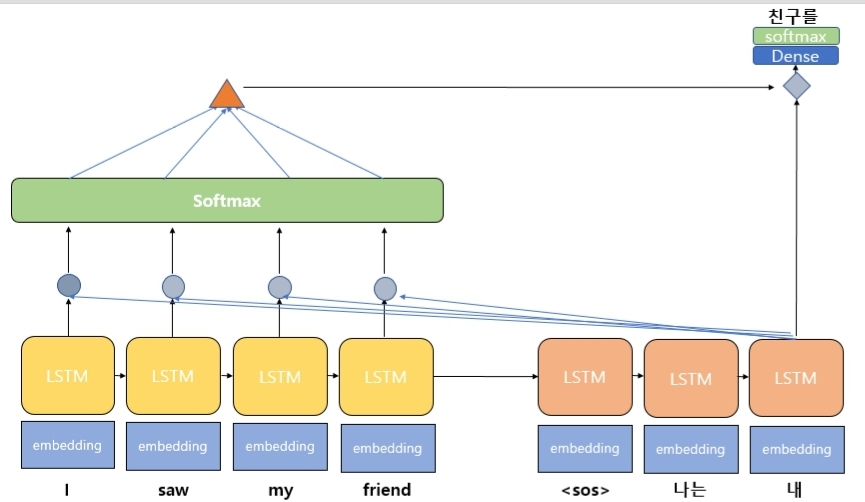 친구를
softmax
Dense
Softmax
LSTM LSTM LSTM LSTM LSTM LSTM LSTM
embedding embedding embedding embedding embedding embedding embedding
I saw my friend <sos> 나는 내